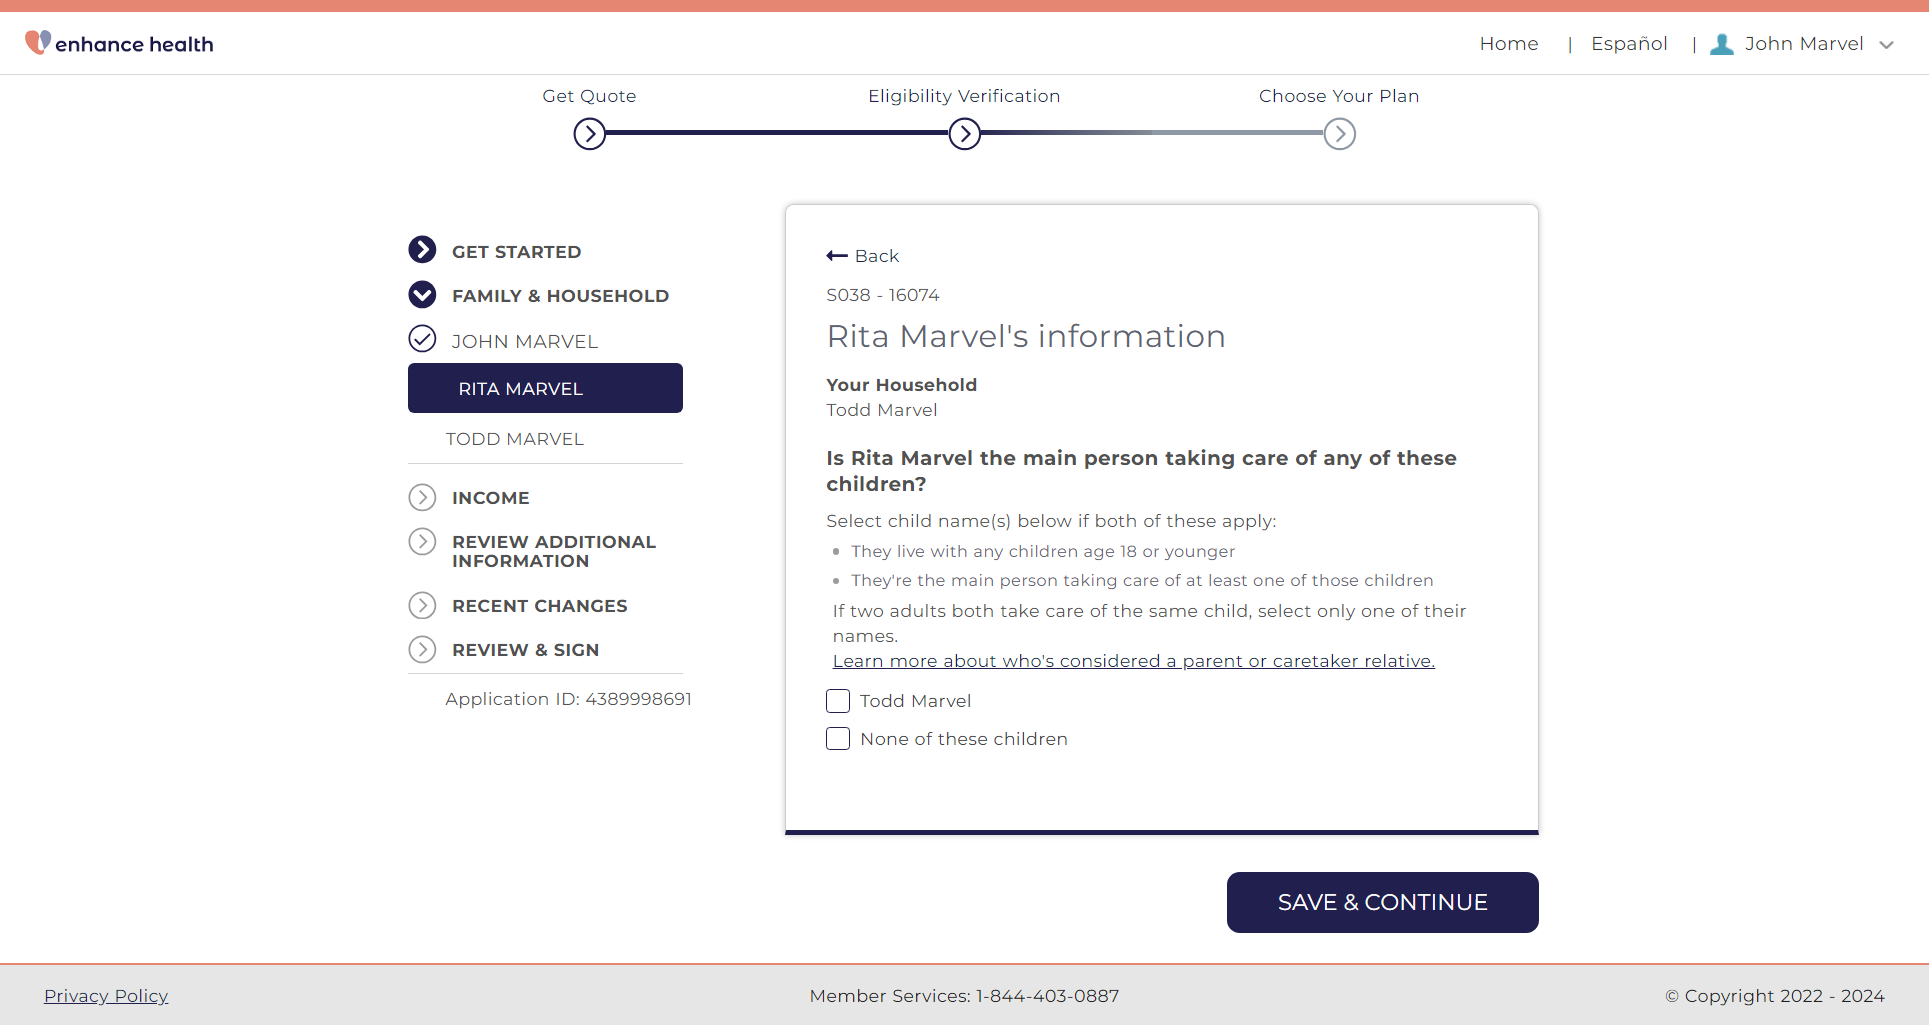 enhance health
Home | Español | John Marvel
Get Quote
Eligibility Verification
Choose Your Plan
GET STARTED
FAMILY & HOUSEHOLD
JOHN MARVEL
RITA MARVEL
TODD MARVEL
INCOME
REVIEW ADDITIONAL
INFORMATION
RECENT CHANGES
REVIEW & SIGN
Application ID: 4389998691
Back
S038 - 16074
Rita Marvel's information
Your Household
Todd Marvel
Is Rita Marvel the main person taking care of any of these
children?
Select child name(s) below if both of these apply:
They live with any children age 18 or younger
They're the main person taking care of at least one of those children
If two adults both take care of the same child, select only one of their
names.
Learn more about who's considered a parent or caretaker relative.
Todd Marvel
None of these children
SAVE & CONTINUE
Privacy Policy
Member Services: 1-844-403-0887
© Copyright 2022 - 2024